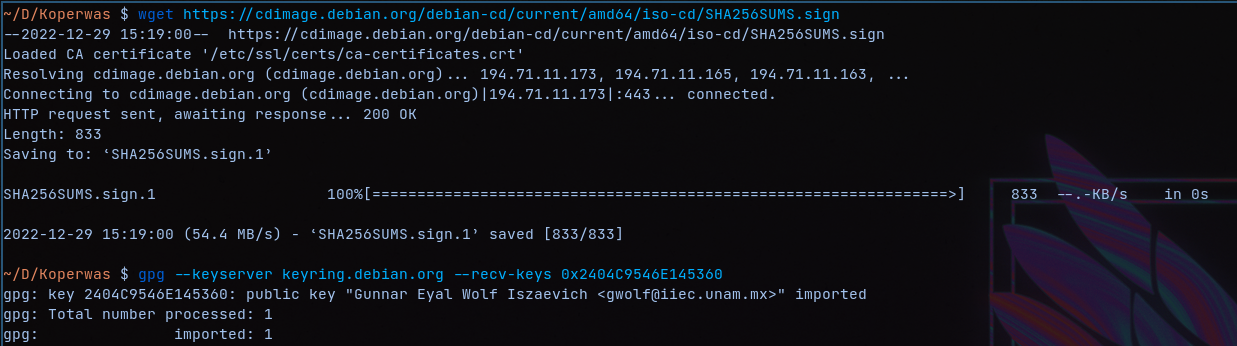 ~/D/Koperwas $ wget https://cdimage.debian.org/debian-cd/current/amd64/iso-cd/SHA256SUMS.sign
--2022-12-29 15:19:00--  https://cdimage.debian.org/debian-cd/current/amd64/iso-cd/SHA256SUMS.sign
Loaded CA certificate '/etc/ssl/certs/ca-certificates.crt'
Resolving cdimage.debian.org (cdimage.debian.org)... 194.71.11.173, 194.71.11.165, 194.71.11.163, ...
Connecting to cdimage.debian.org (cdimage.debian.org)|194.71.11.173|:443... connected.
HTTP request sent, awaiting response... 200 OK
Length: 833
Saving to: ‘SHA256SUMS.sign.1’
SHA256SUMS.sign.1                   100%[================================================================>]     833  --.-KB/s    in 0s
2022-12-29 15:19:00 (54.4 MB/s) - ‘SHA256SUMS.sign.1’ saved [833/833]
~/D/Koperwas $ gpg --keyserver keyring.debian.org --recv-keys 0x2404C9546E145360
gpg: key 2404C9546E145360: public key "Gunnar Eyal Wolf Iszaevich <gwolf@iiec.unam.mx>" imported
gpg: Total number processed: 1
gpg:               imported: 1